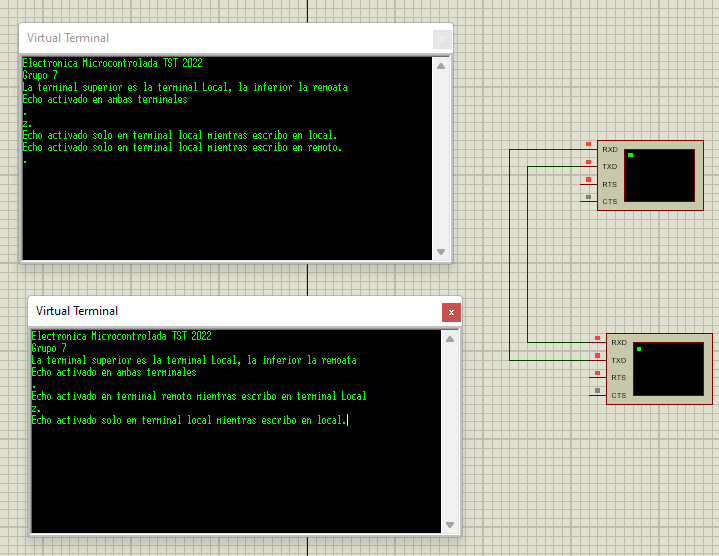 Virtual Terminal
x
Electronica Microcontrolada TST 2022
Grupo 7
La terminal superior es la terminal Local, la inferior la remoata
Echo activado en ambas terminales
.
z.
Echo activado solo en terminal local mientras escribo en local.
Echo activado solo en terminal local mientras escribo en remoto.
.
RXD
TXD
RTS
CTS
Virtual Terminal
x
Electronica Microcontrolada TST 2022
Grupo 7
La terminal superior es la terminal Local, la inferior la remoata
Echo activado en ambas terminales
.
Echo activado en terminal remoto mientras escribo en terminal Local
z.
Echo activado solo en terminal local mientras escribo en local.
RXD
TXD
RTS
CTS